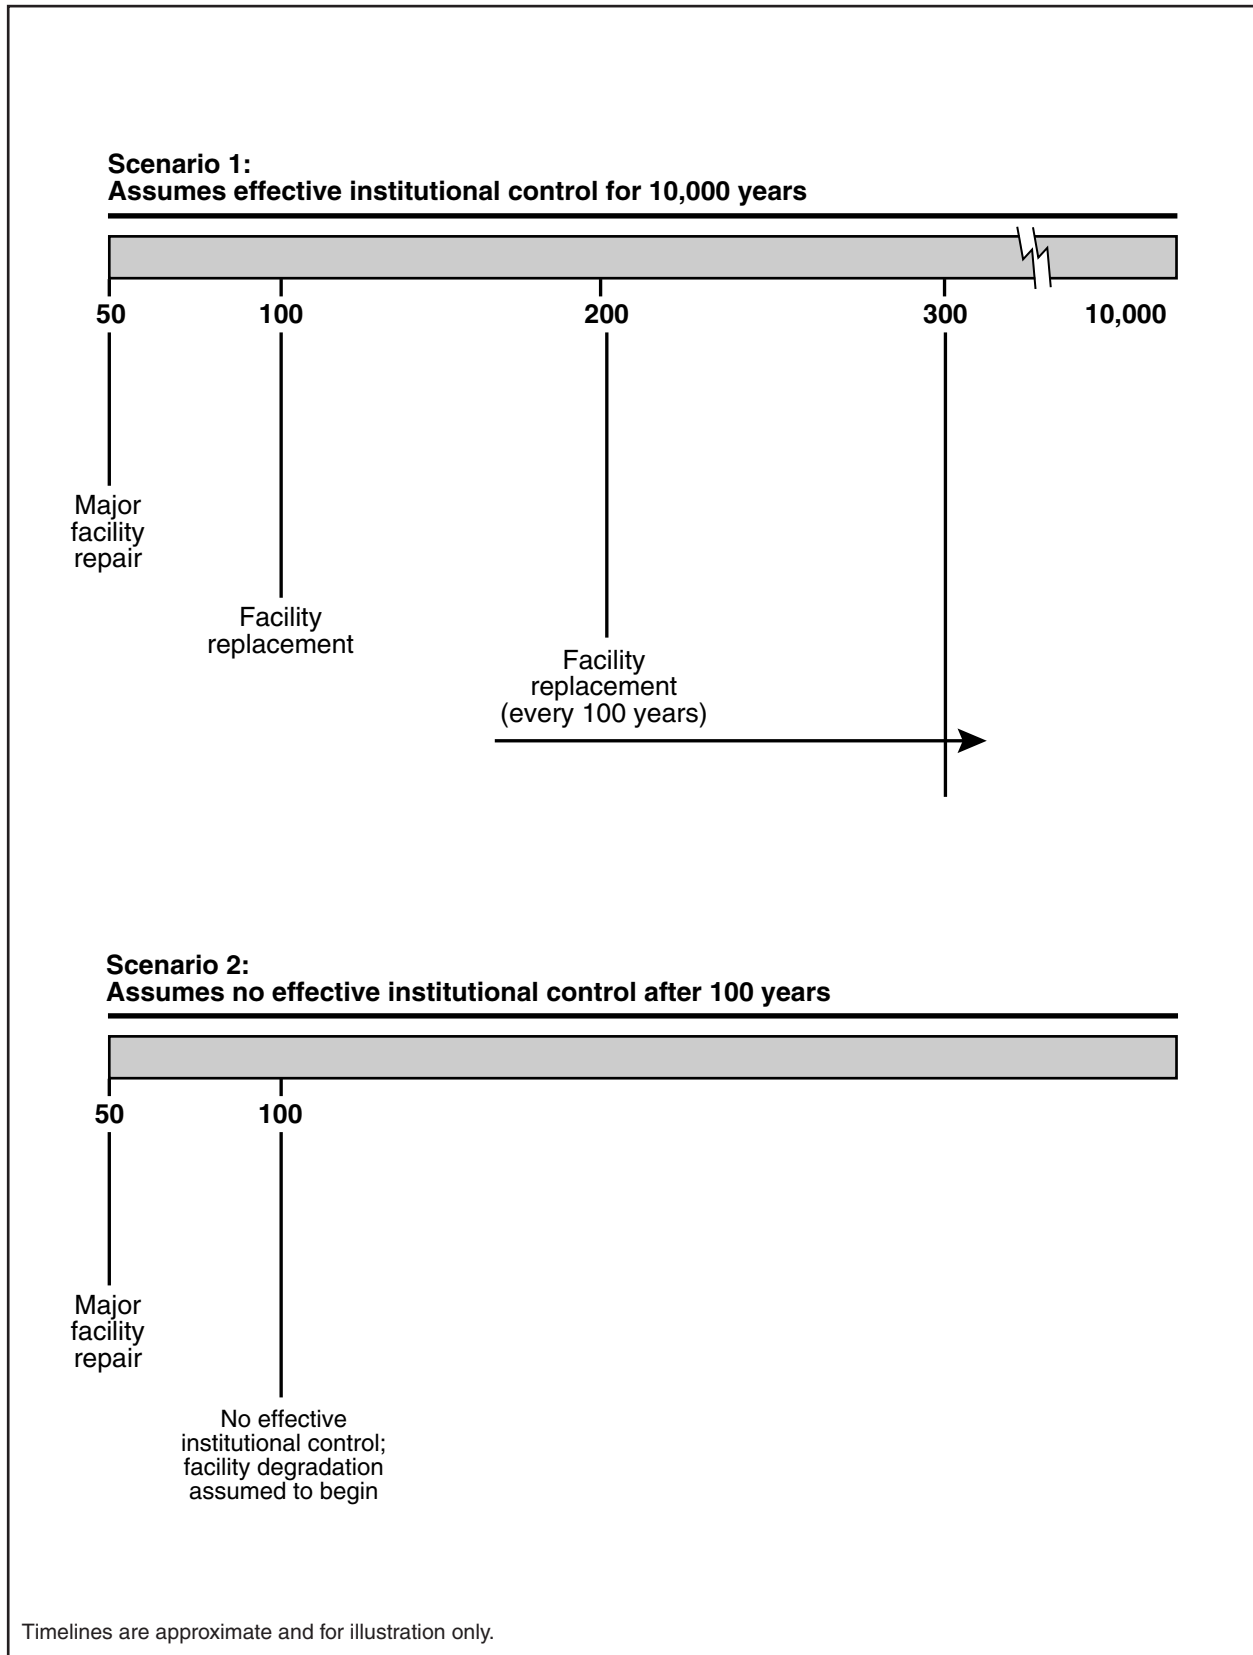 Scenario 1:
Assumes effective institutional control for 10,000 years
50
100
200
300
10,000
Major
facility
repair
Facility
replacement
Facility
replacement
(every 100 years)
Scenario 2:
Assumes no effective institutional control after 100 years
50
100
Major
facility
repair
No effective
institutional control;
facility degradation
assumed to begin
Timelines are approximate and for illustration only.